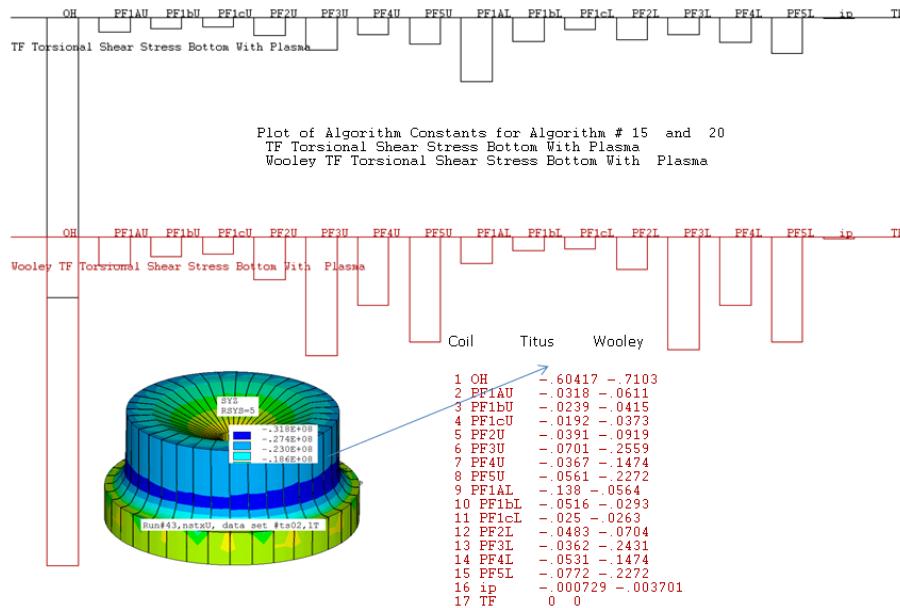 OH PF1AU PF1bU PF1cU PF2U PF3U PF4U PF5U PF1AL PF1bL PF1cL PF2L PF3L PF4L PF5L ip TF
TF Torsional Shear Stress Bottom With Plasma
Plot of Algorithm Constants for Algorithm # 15 and 20
TF Torsional Shear Stress Bottom With Plasma
Wooley TF Torsional Shear Stress Bottom With Plasma
OH PF1AU PF1bU PF1cU PF2U PF3U PF4U PF5U PF1AL PF1bL PF1cL PF2L PF3L PF4L PF5L ip TF
Wooley TF Torsional Shear Stress Bottom With Plasma
Coil Titus Wooley
1 OH -.60417 -.7103
2 PF1AU -.0318 -.0611
3 PF1bU -.0239 -.0415
4 PF1cU -.0192 -.0373
5 PF2U -.0391 -.0919
6 PF3U -.0701 -.2559
7 PF4U -.0367 -.1474
8 PF5U -.0561 -.2272
9 PF1AL -.138 -.0564
10 PF1bL -.0516 -.0293
11 PF1cL -.025 -.0263
12 PF2L -.0483 -.0704
13 PF3L -.0362 -.2431
14 PF4L -.0531 -.1474
15 PF5L -.0772 -.2272
16 ip -.000729 -.003701
17 TF 0 0
SYZ
RSYS=5
-.318E+08
-.274E+08
-.230E+08
-.186E+08
Run#43,nstxU, data set #ts02,1T